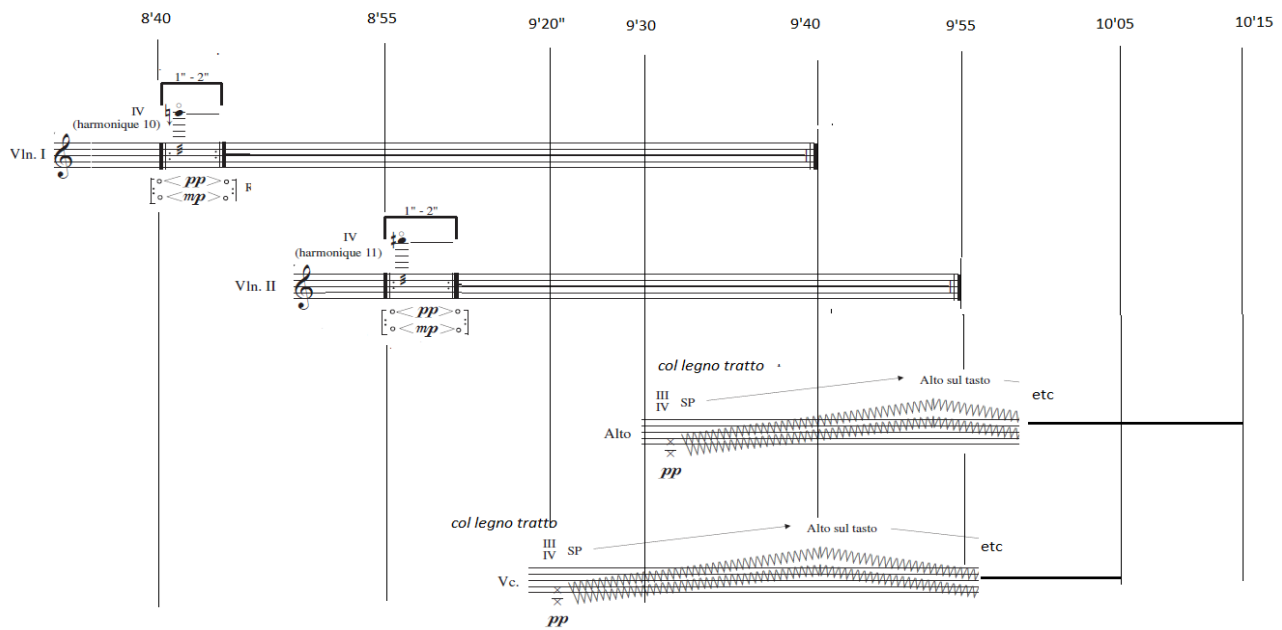 8'40 8'55 9'20" 9'30 9'40 9'55 10'05 10'15
1" - 2"
IV
(harmonique 10)
Vln. I
pp
mp
R
1" - 2"
IV
(harmonique 11)
Vln. II
pp
mp
col legno tratto
III
IV SP Alto sul tasto
etc
Alto
pp
col legno tratto
III
IV SP Alto sul tasto
etc
Vc.
pp